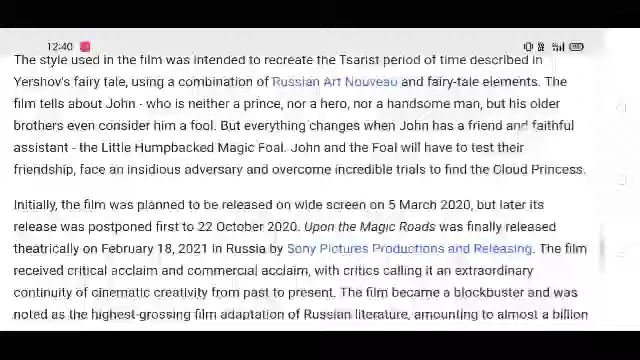 12:40
The style used in the film was intended to recreate the Tsarist period of time described in
Yershov's fairy tale, using a combination of Russian Art Nouveau and fairy-tale elements. The
film tells about John - who is neither a prince, nor a hero, nor a handsome man, but his older
brothers even consider him a fool. But everything changes when John has a friend and faithful
assistant - the Little Humpbacked Magic Foal. John and the Foal will have to test their
friendship, face an insidious adversary and overcome incredible trials to find the Cloud Princess.
Initially, the film was planned to be released on wide screen on 5 March 2020, but later its
release was postponed first to 22 October 2020. Upon the Magic Roads was finally released
theatrically on February 18, 2021 in Russia by Sony Pictures Productions and Releasing. The film
received critical acclaim and commercial acclaim, with critics calling it an extraordinary
continuity of cinematic creativity from past to present. The film became a blockbuster and was
noted as the highest-grossing film adaptation of Russian literature, amounting to almost a billion